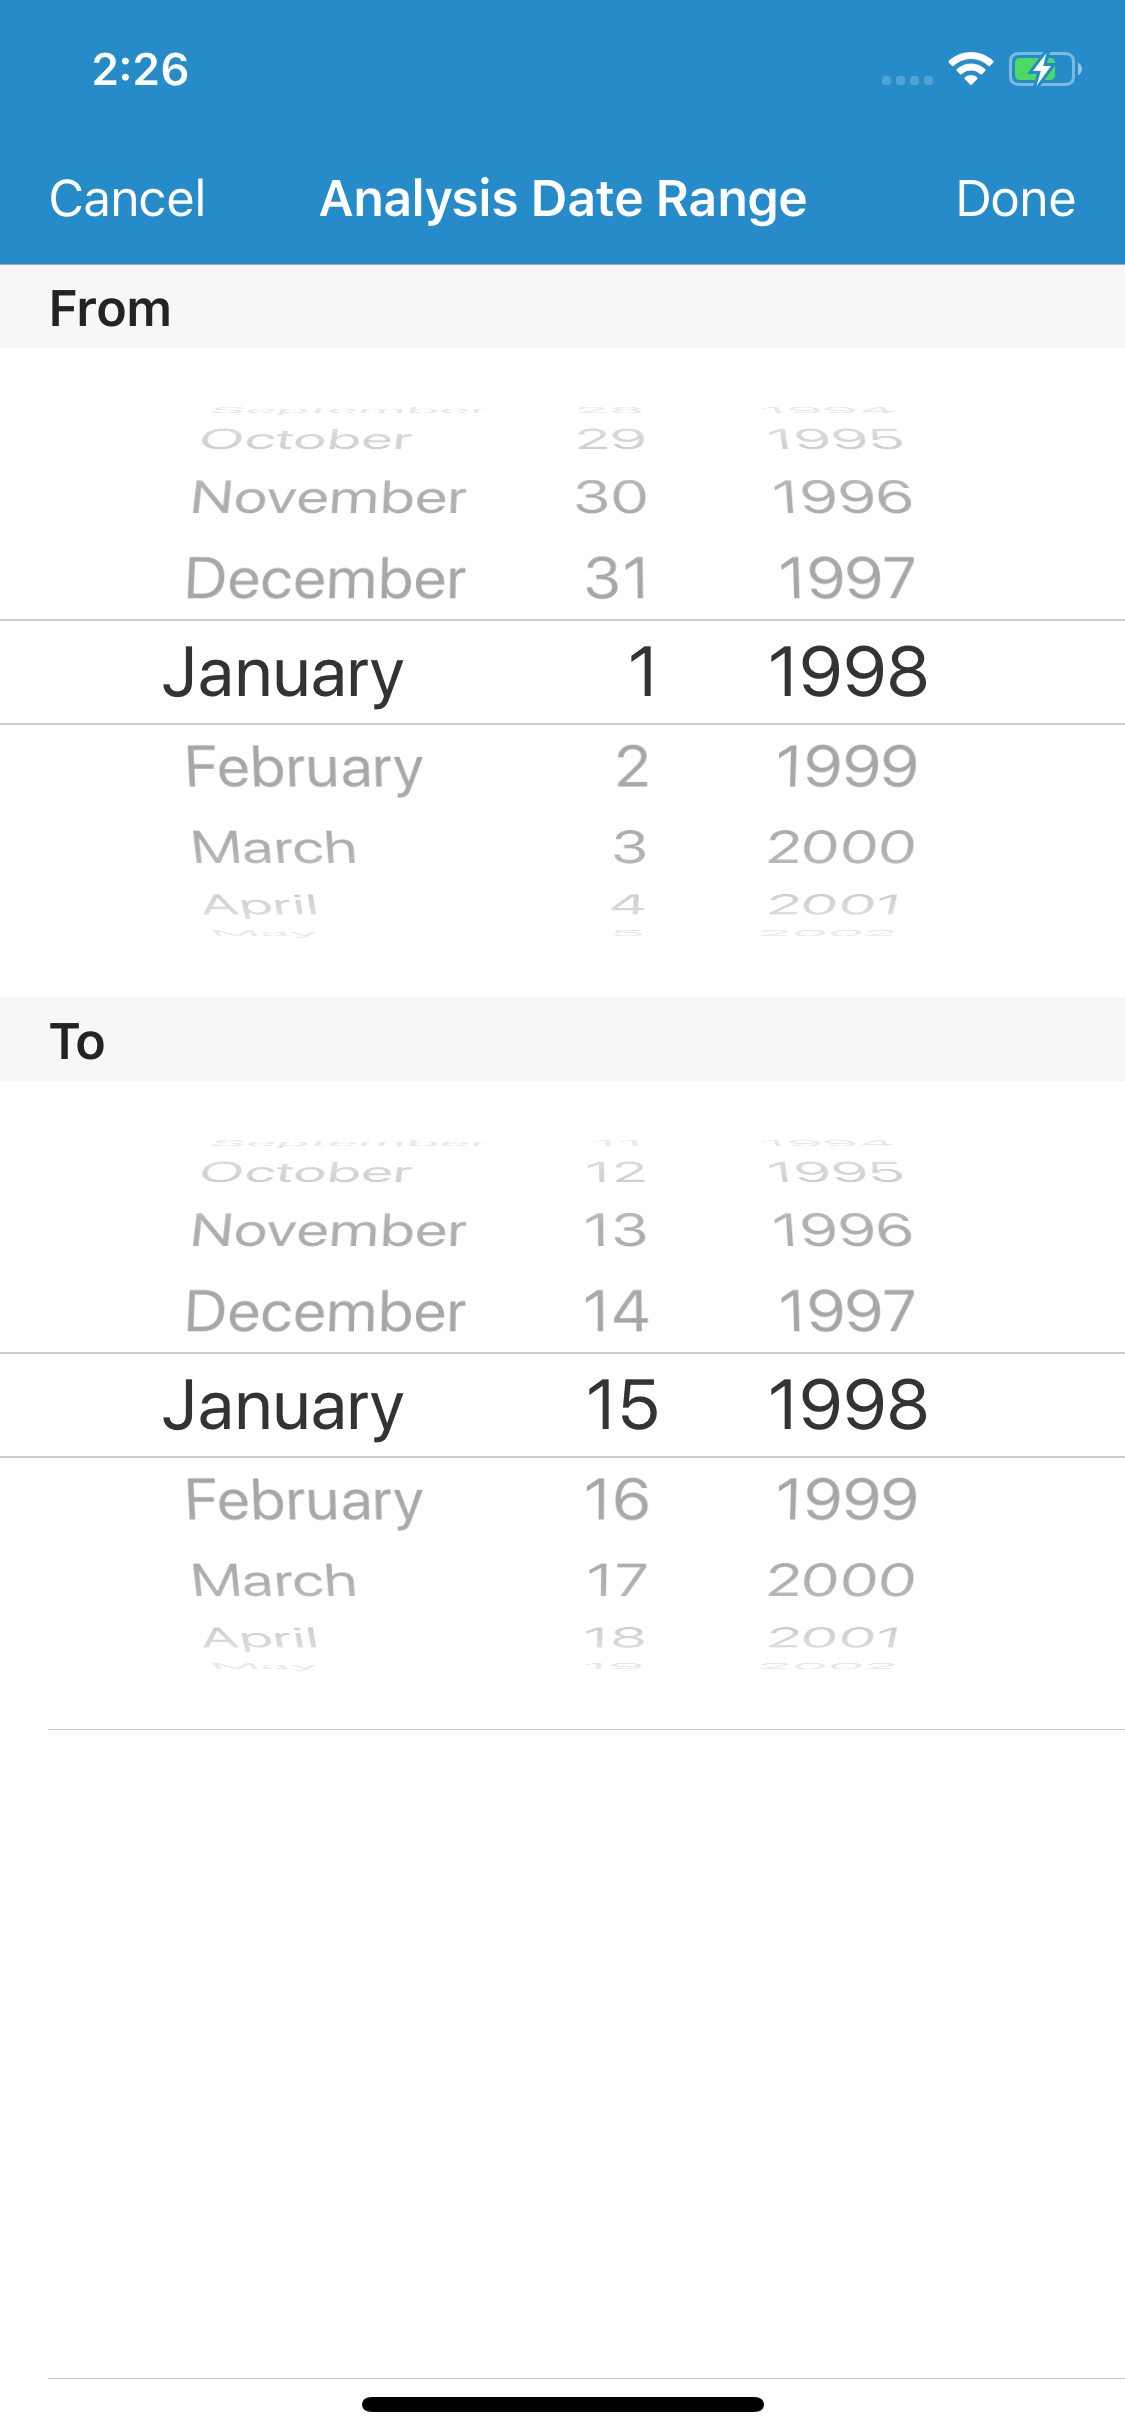 2:26
Cancel Analysis Date Range Done
From
September 28 1994
October 29 1995
November 30 1996
December 31 1997
January 1 1998
February 2 1999
March 3 2000
April 4 2001
May 5 2002
To
September 11 1994
October 12 1995
November 13 1996
December 14 1997
January 15 1998
February 16 1999
March 17 2000
April 18 2001
May 19 2002